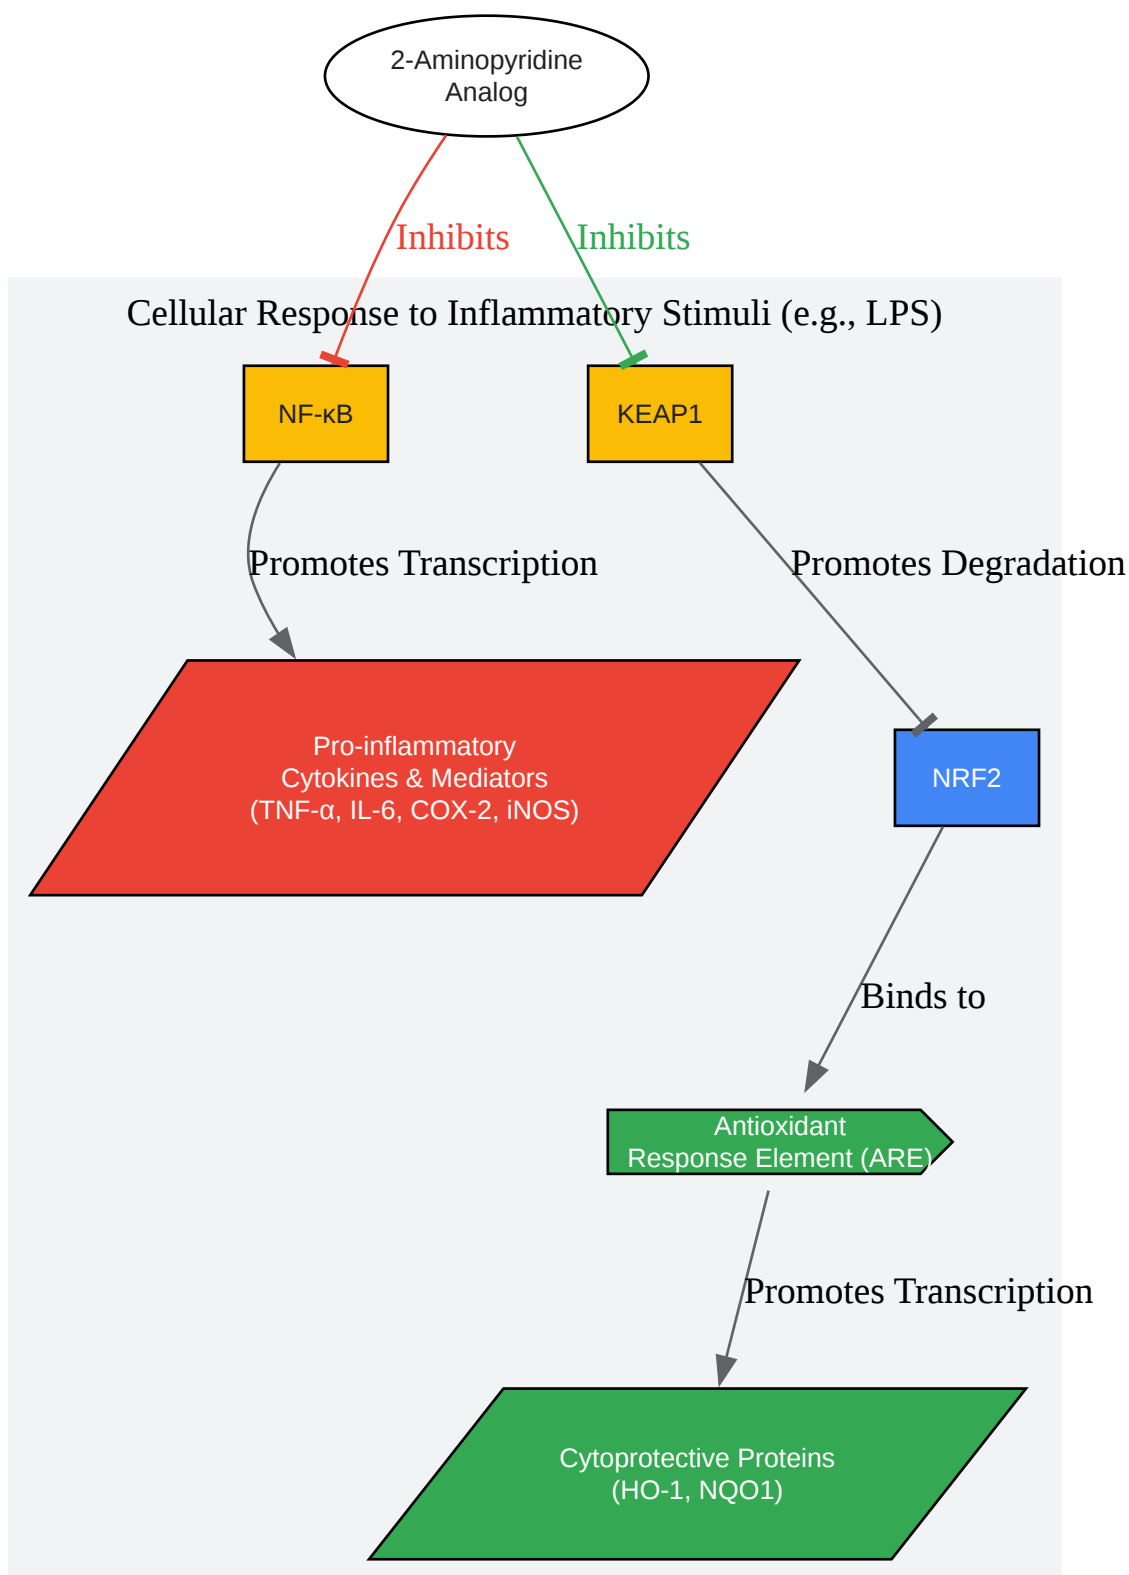 2-Aminopyridine
Analog
Inhibits
Inhibits
Cellular Response to Inflammatory Stimuli (e.g., LPS)
NF-κB
KEAP1
Promotes Transcription
Promotes Degradation
Pro-inflammatory
Cytokines & Mediators
(TNF-α, IL-6, COX-2, iNOS)
NRF2
Binds to
Antioxidant
Response Element (ARE)
Promotes Transcription
Cytoprotective Proteins
(HO-1, NQO1)